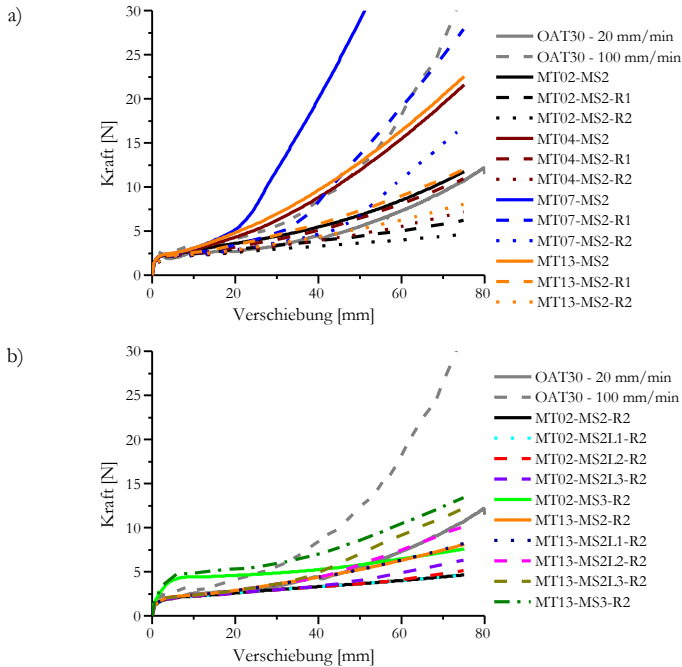 a)
30
25
20
15
10
5
0
0
20
40
60
80
Kraft [N]
Verschiebung [mm]
OAT30 - 20 mm/min
OAT30 - 100 mm/min
MT02-MS2
MT02-MS2-R1
MT02-MS2-R2
MT04-MS2
MT04-MS2-R1
MT04-MS2-R2
MT07-MS2
MT07-MS2-R1
MT07-MS2-R2
MT13-MS2
MT13-MS2-R1
MT13-MS2-R2
b)
30
25
20
15
10
5
0
0
20
40
60
80
Kraft [N]
Verschiebung [mm]
OAT30 - 20 mm/min
OAT30 - 100 mm/min
MT02-MS2-R2
MT02-MS2L1-R2
MT02-MS2L2-R2
MT02-MS2L3-R2
MT02-MS3-R2
MT13-MS2-R2
MT13-MS2L1-R2
MT13-MS2L2-R2
MT13-MS2L3-R2
MT13-MS3-R2